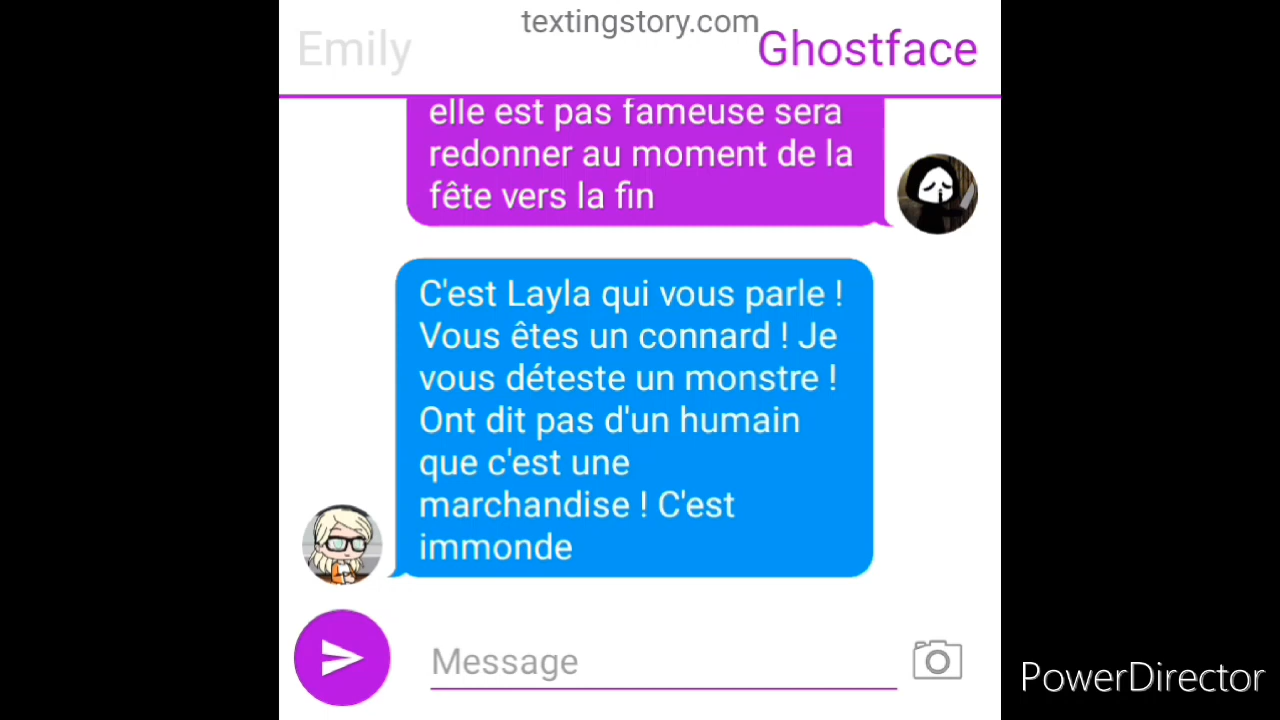 textingstory.com
Emily
Ghostface
elle est pas fameuse sera
redonner au moment de la
fête vers la fin
C'est Layla qui vous parle !
Vous êtes un connard ! Je
vous déteste un monstre !
Ont dit pas d'un humain
que c'est une
marchandise ! C'est
immonde
Message
PowerDirector